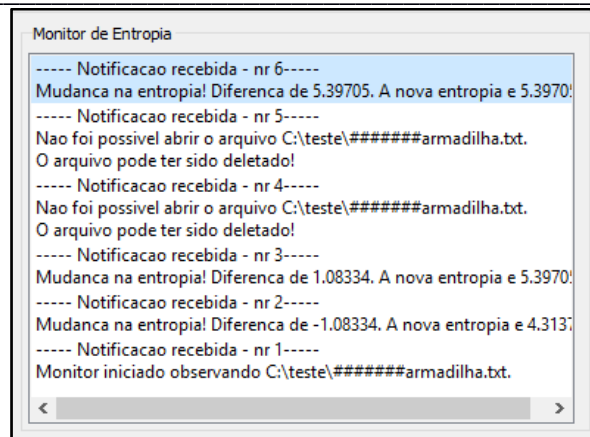 Monitor de Entropia
----- Notificacao recebida - nr 6-----
Mudanca na entropia! Diferenca de 5.39705. A nova entropia e 5.3970
----- Notificacao recebida - nr 5-----
Nao foi possivel abrir o arquivo C:\teste\#######armadilha.txt.
O arquivo pode ter sido deletado!
----- Notificacao recebida - nr 4-----
Nao foi possivel abrir o arquivo C:\teste\#######armadilha.txt.
O arquivo pode ter sido deletado!
----- Notificacao recebida - nr 3-----
Mudanca na entropia! Diferenca de 1.08334. A nova entropia e 5.3970
----- Notificacao recebida - nr 2-----
Mudanca na entropia! Diferenca de -1.08334. A nova entropia e 4.313
----- Notificacao recebida - nr 1-----
Monitor iniciado observando C:\teste\#######armadilha.txt.